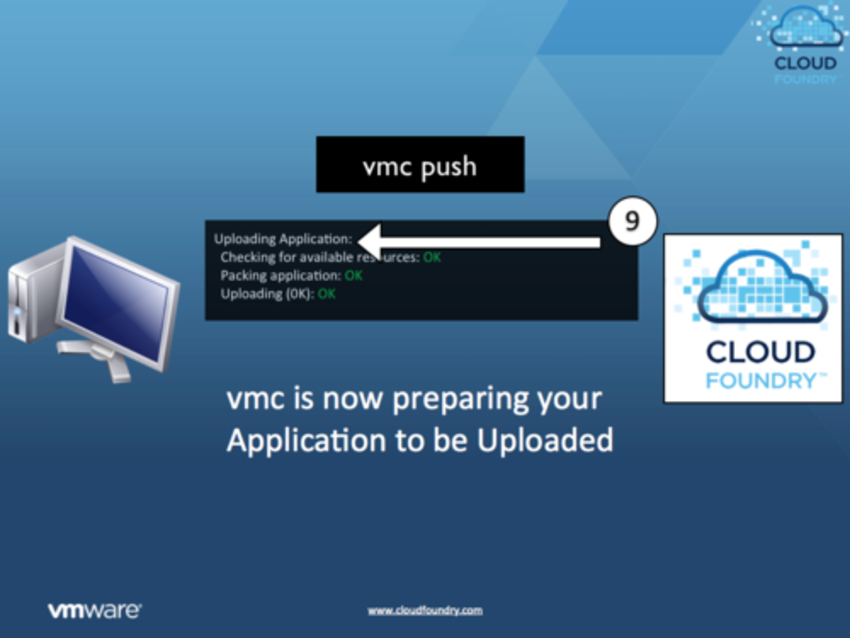 CLOUD
FOUNDRY™
vmc push
9
Uploading Application:
Checking for available resources: OK
Packing application: OK
Uploading (0K): OK
CLOUD
FOUNDRY™
vmc is now preparing your
Application to be Uploaded
vmware®
www.cloudfoundry.com